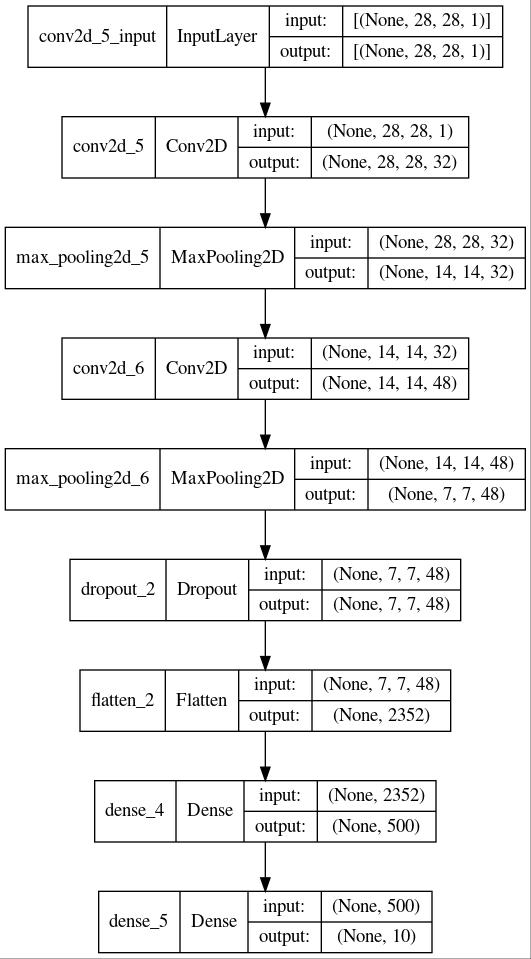 conv2d_5_input InputLayer input: [(None, 28, 28, 1)]
output: [(None, 28, 28, 1)]
conv2d_5 Conv2D input: (None, 28, 28, 1)
output: (None, 28, 28, 32)
max_pooling2d_5 MaxPooling2D input: (None, 28, 28, 32)
output: (None, 14, 14, 32)
conv2d_6 Conv2D input: (None, 14, 14, 32)
output: (None, 14, 14, 48)
max_pooling2d_6 MaxPooling2D input: (None, 14, 14, 48)
output: (None, 7, 7, 48)
dropout_2 Dropout input: (None, 7, 7, 48)
output: (None, 7, 7, 48)
flatten_2 Flatten input: (None, 7, 7, 48)
output: (None, 2352)
dense_4 Dense input: (None, 2352)
output: (None, 500)
dense_5 Dense input: (None, 500)
output: (None, 10)